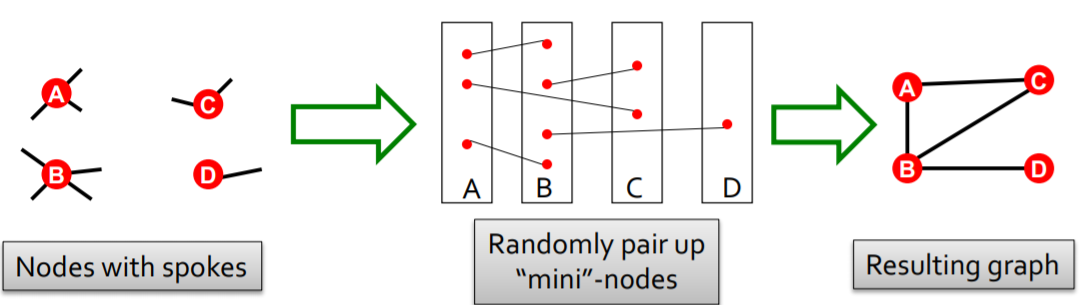 A
C
B
D
Nodes with spokes
A B C D
Randomly pair up
“mini”-nodes
A
C
B
D
Resulting graph